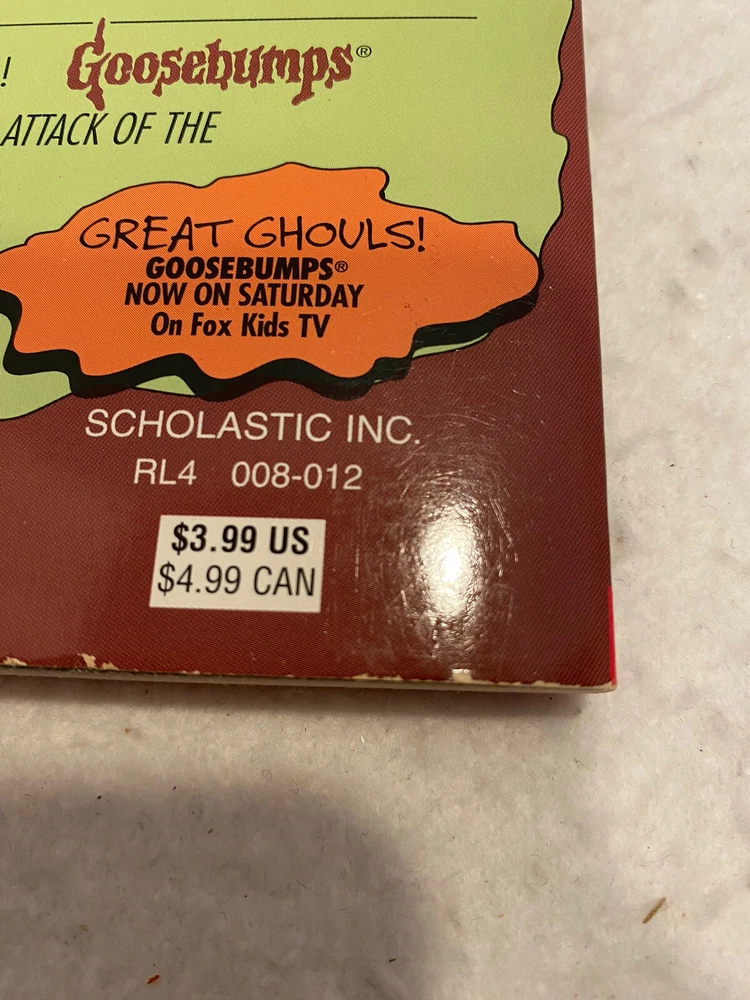 !
Goosebumps®
ATTACK OF THE
GREAT GHOULS!
GOOSEBUMPS®
NOW ON SATURDAY
On Fox Kids TV
SCHOLASTIC INC.
RL4 008-012
$3.99 US
$4.99 CAN